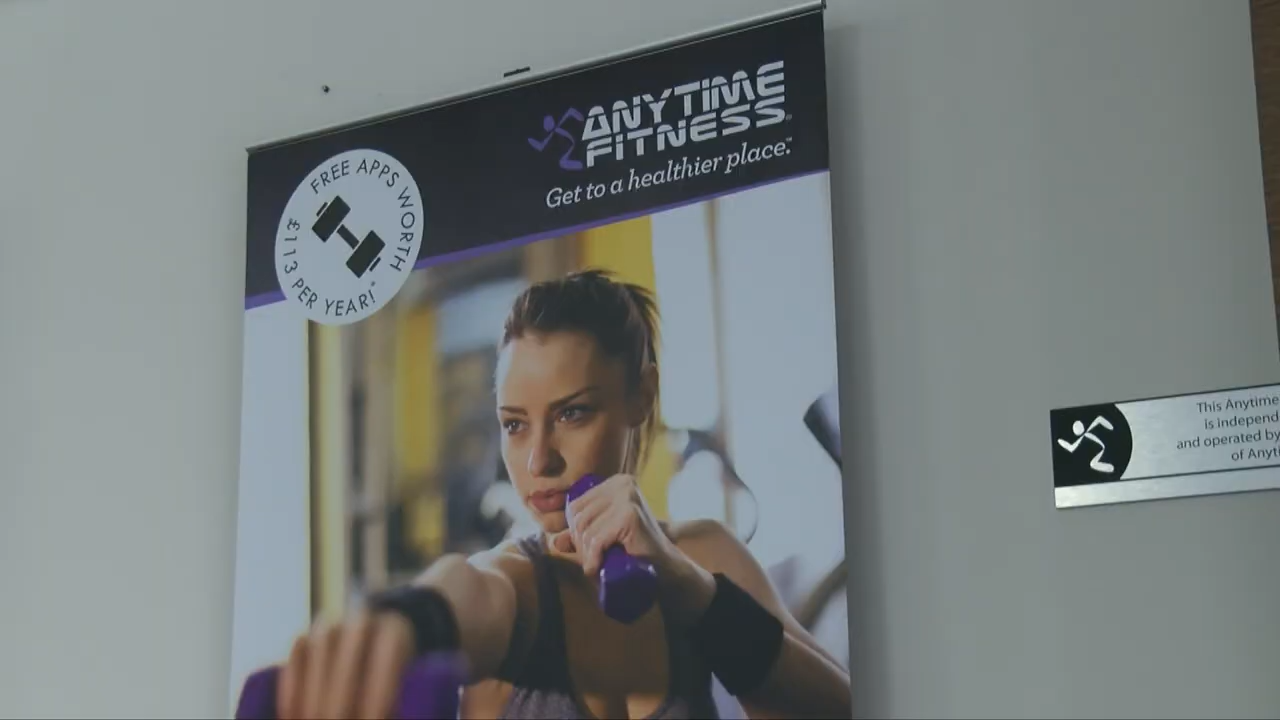 ANYTIME
FITNESS®
Get to a healthier place.™
FREE APPS WORTH
£113 PER YEAR!*
This Anytime
is independ
and operated by
of Anyti